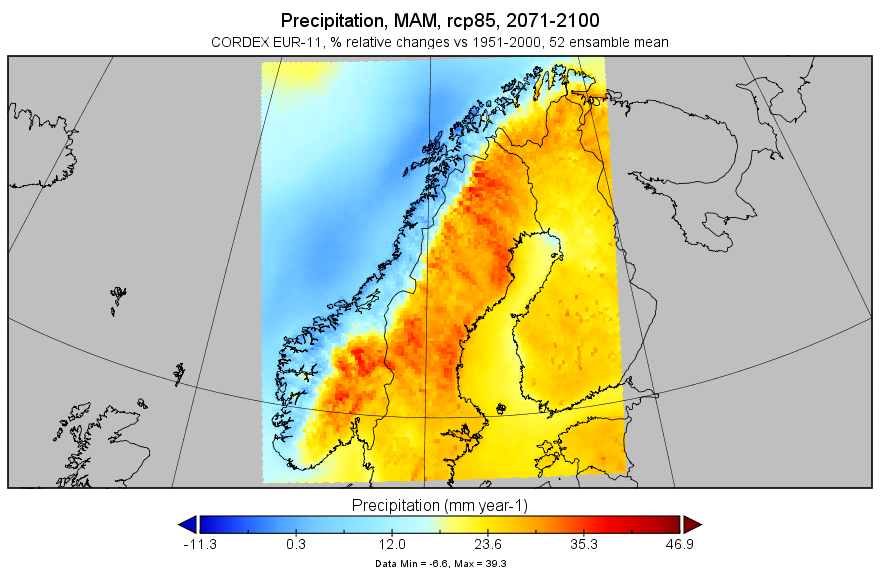 Precipitation, MAM, rcp85, 2071-2100
CORDEX EUR-11, % relative changes vs 1951-2000, 52 ensamble mean
Precipitation (mm year-1)
-11.3 0.3 12.0 23.6 35.3 46.9
Data Min = -6.6, Max = 39.3